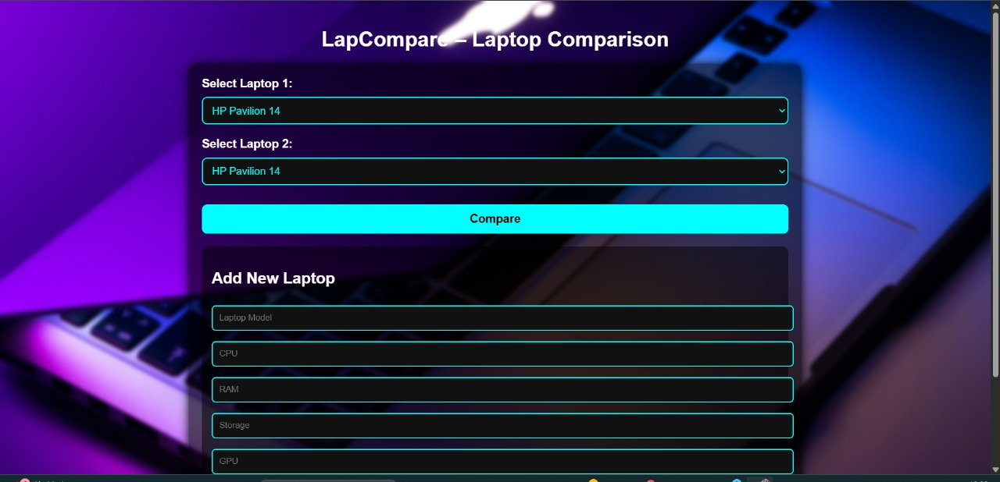 LapCompare – Laptop Comparison
Select Laptop 1:
HP Pavilion 14
Select Laptop 2:
HP Pavilion 14
Compare
Add New Laptop
Laptop Model
CPU
RAM
Storage
GPU